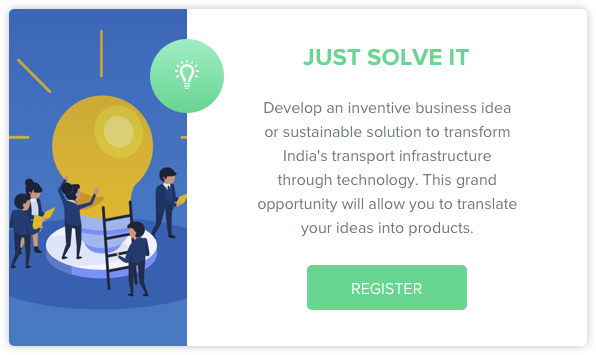 JUST SOLVE IT
Develop an inventive business idea
or sustainable solution to transform
India's transport infrastructure
through technology. This grand
opportunity will allow you to translate
your ideas into products.
REGISTER